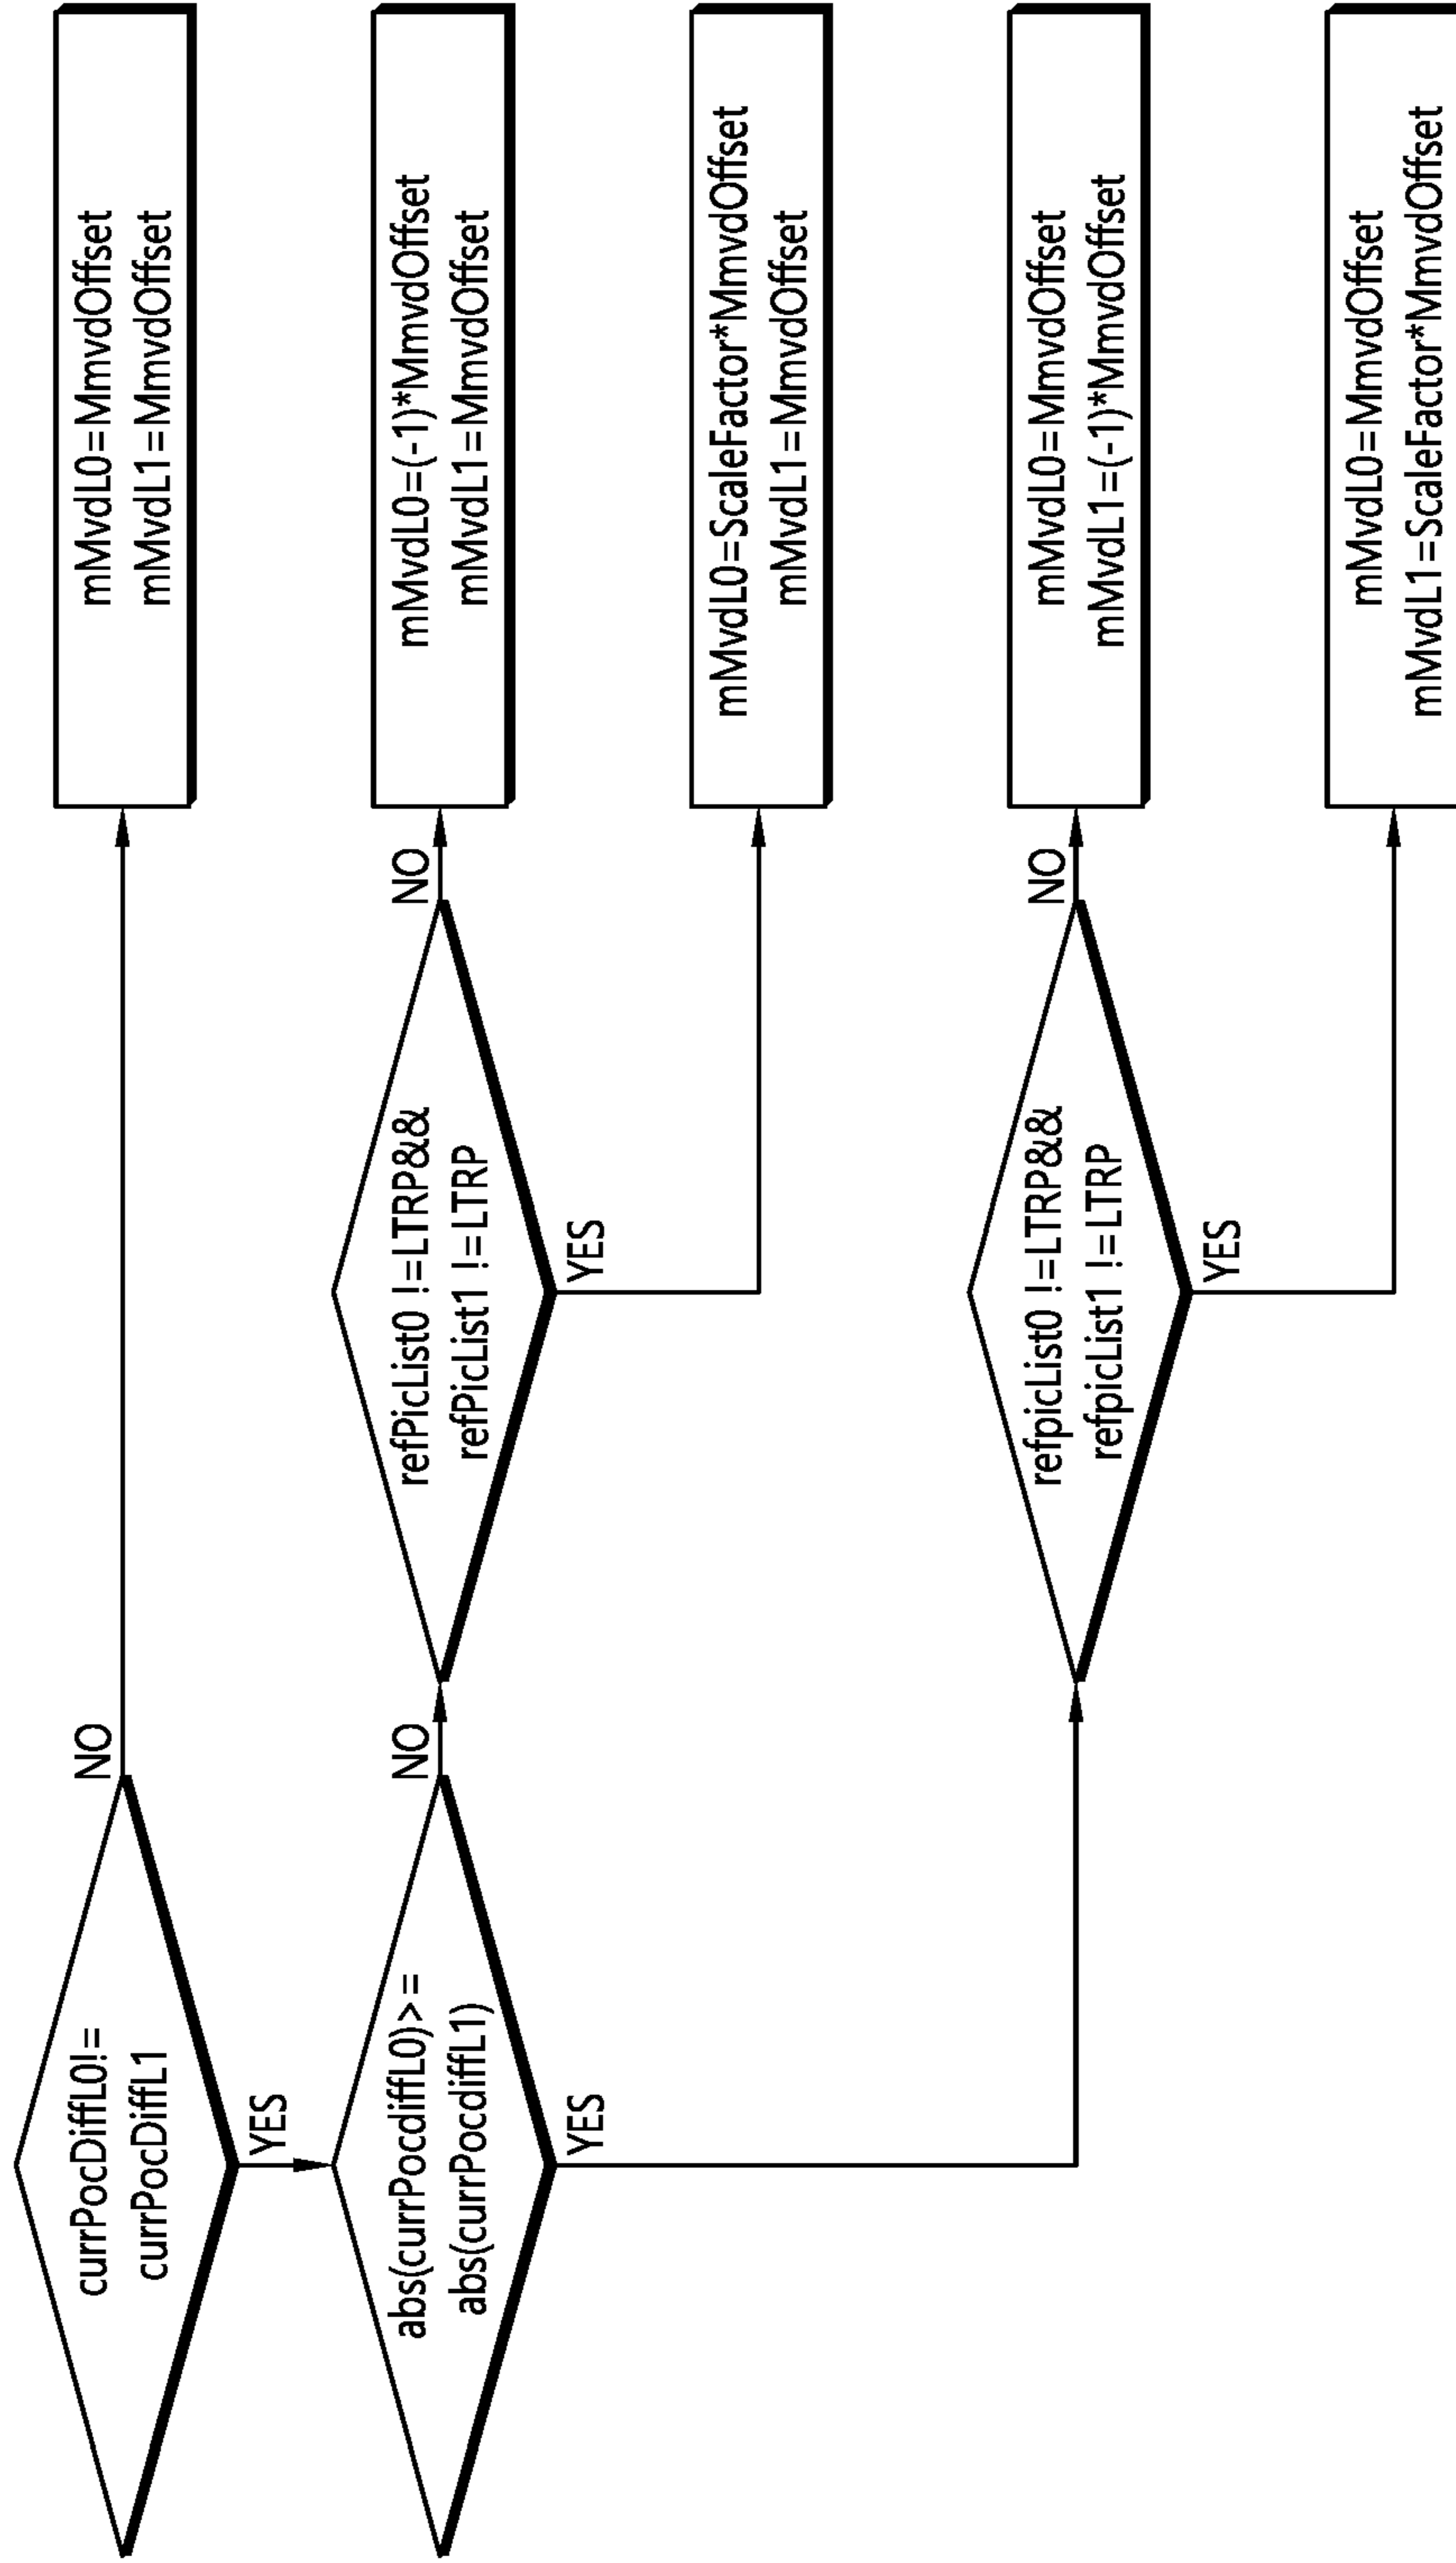 currPocDiffL0!=
currPocDiffL1
NO
mMvdL0=MmvdOffset
mMvdL1=MmvdOffset
YES
abs(currPocdiffL0)>=
abs(currPocdiffL1)
NO
refPicList0 !=LTRP&&
refPicList1 !=LTRP
NO
mMvdL0=(-1)*MmvdOffset
mMvdL1=MmvdOffset
YES
YES
mMvdL0=ScaleFactor*MmvdOffset
mMvdL1=MmvdOffset
refpicList0 !=LTRP&&
refpicList1 !=LTRP
NO
mMvdL0=MmvdOffset
mMvdL1=(-1)*MmvdOffset
YES
mMvdL0=MmvdOffset
mMvdL1=ScaleFactor*MmvdOffset